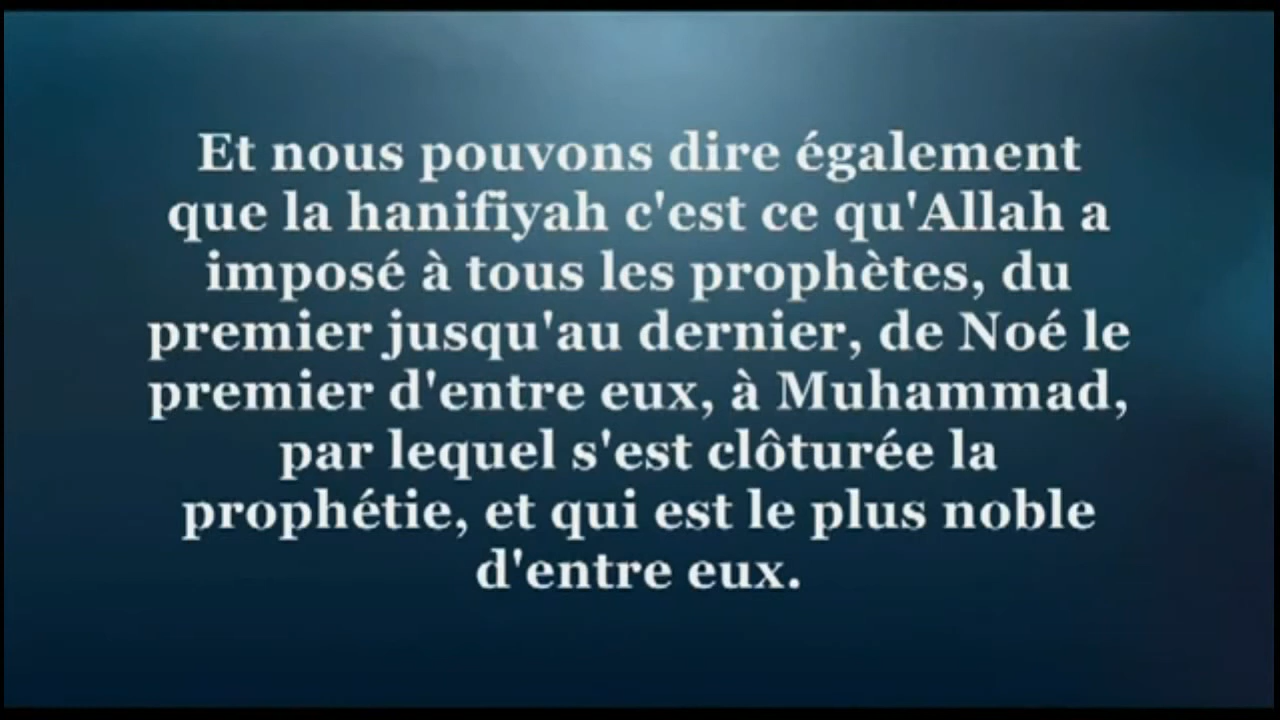 Et nous pouvons dire également
que la hanifiyah c'est ce qu'Allah a
imposé à tous les prophètes, du
premier jusqu'au dernier, de Noé le
premier d'entre eux, à Muhammad,
par lequel s'est clôturée la
prophétie, et qui est le plus noble
d'entre eux.